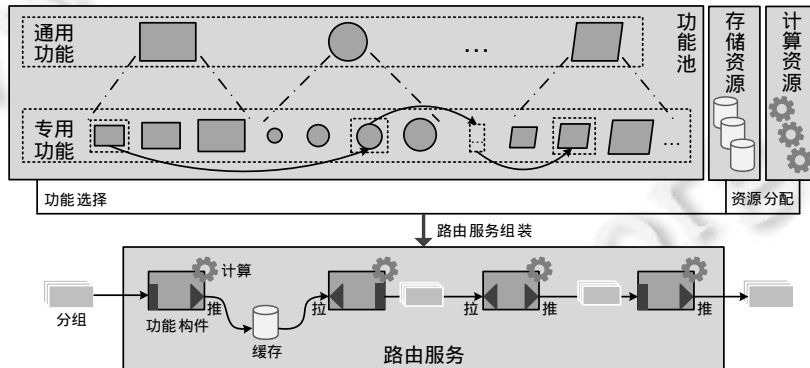 通用
功能
…
功能池
存储资源
计算资源
专用
功能
…
…
功能选择
资源分配
路由服务组装
计算
推
拉
拉
推
推
分组
功能构件
缓存
路由服务